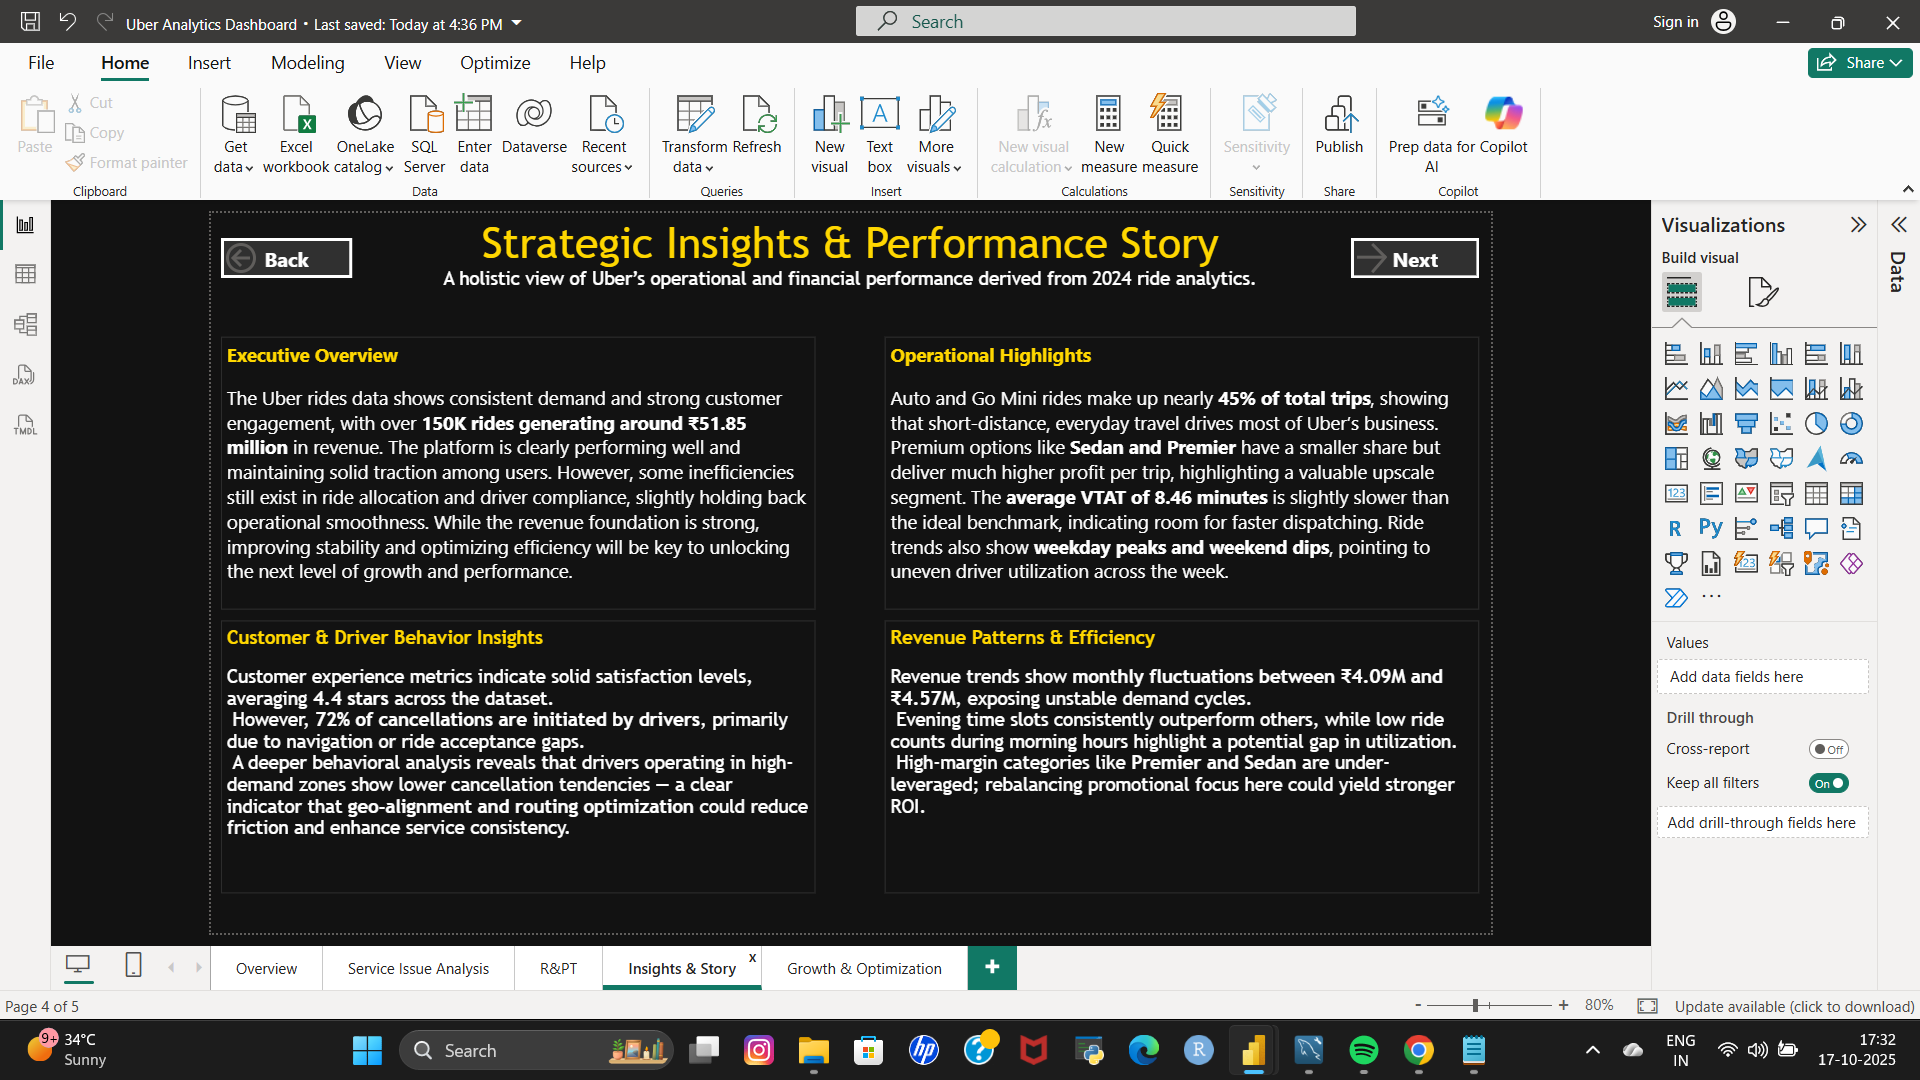 Uber Analytics Dashboard • Last saved: Today at 4:36 PM
Search
Sign in
File
Home
Insert
Modeling
View
Optimize
Help
Share
Paste
Cut
Copy
Format painter
Clipboard
Get data
Excel workbook
OneLake catalog
SQL Server
Enter data
Dataverse
Recent sources
Data
Transform data
Refresh
Queries
New visual
Text box
More visuals
Insert
New visual calculation
New measure
Quick measure
Calculations
Sensitivity
Sensitivity
Publish
Share
Prep data for AI
Copilot
Copilot
DAX
TMDL
Back
Strategic Insights & Performance Story
A holistic view of Uber’s operational and financial performance derived from 2024 ride analytics.
Next
Executive Overview
The Uber rides data shows consistent demand and strong customer
engagement, with over 150K rides generating around ₹51.85
million in revenue. The platform is clearly performing well and
maintaining solid traction among users. However, some inefficiencies
still exist in ride allocation and driver compliance, slightly holding back
operational smoothness. While the revenue foundation is strong,
improving stability and optimizing efficiency will be key to unlocking
the next level of growth and performance.
Operational Highlights
Auto and Go Mini rides make up nearly 45% of total trips, showing
that short-distance, everyday travel drives most of Uber’s business.
Premium options like Sedan and Premier have a smaller share but
deliver much higher profit per trip, highlighting a valuable upscale
segment. The average VTAT of 8.46 minutes is slightly slower than
the ideal benchmark, indicating room for faster dispatching. Ride
trends also show weekday peaks and weekend dips, pointing to
uneven driver utilization across the week.
Customer & Driver Behavior Insights
Customer experience metrics indicate solid satisfaction levels,
averaging 4.4 stars across the dataset.
However, 72% of cancellations are initiated by drivers, primarily
due to navigation or ride acceptance gaps.
A deeper behavioral analysis reveals that drivers operating in high-
demand zones show lower cancellation tendencies — a clear
indicator that geo-alignment and routing optimization could reduce
friction and enhance service consistency.
Revenue Patterns & Efficiency
Revenue trends show monthly fluctuations between ₹4.09M and
₹4.57M, exposing unstable demand cycles.
Evening time slots consistently outperform others, while low ride
counts during morning hours highlight a potential gap in utilization.
High-margin categories like Premier and Sedan are under-
leveraged; rebalancing promotional focus here could yield stronger
ROI.
Visualizations
Build visual
123
R
Py
123
Values
Add data fields here
Drill through
Cross-report
Off
Keep all filters
On
Add drill-through fields here
Data
Overview
Service Issue Analysis
R&PT
Insights & Story
x
Growth & Optimization
+
Page 4 of 5
- + 80%
Update available (click to download)
9+
34°C
Sunny
Search
hp
R
ENG
IN
17:32
17-10-2025